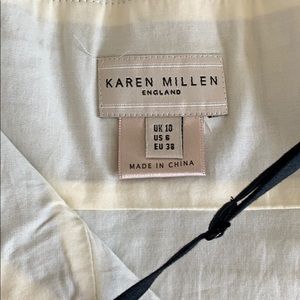 KAREN MILLEN
ENGLAND
UK 10
US 6
EU 38
MADE IN CHINA